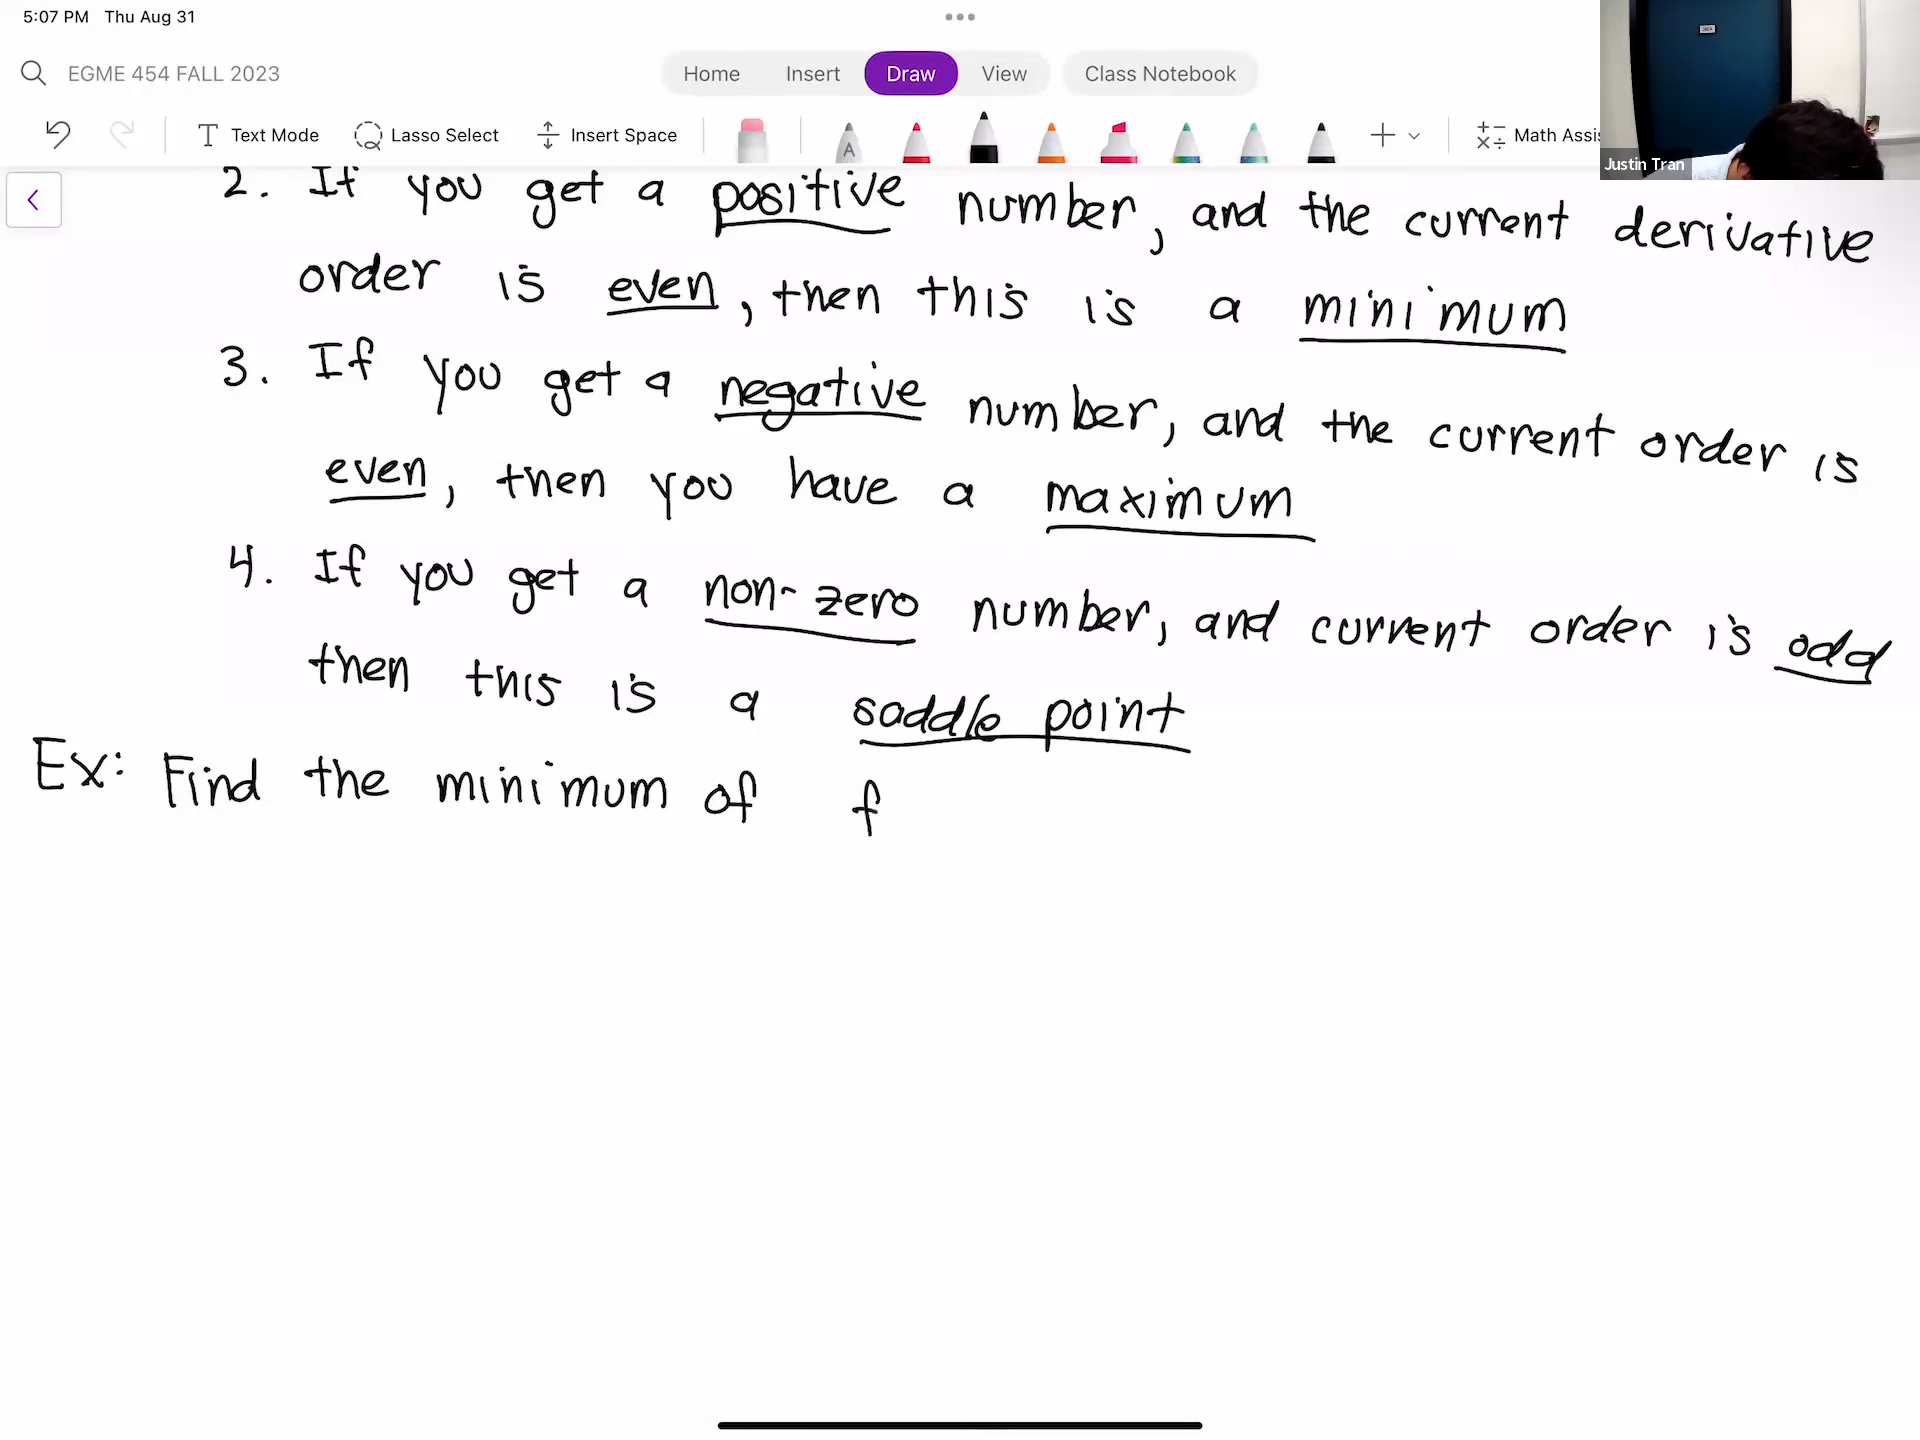 5:07 PM Thu Aug 31
EGME 454 FALL 2023
Home Insert Draw View Class Notebook
Text Mode Lasso Select Insert Space A Math Assi
Justin Tran
2. If you get a positive number, and the current derivative
order is even, then this is a minimum
3. If you get a negative number, and the current order is
even, then you have a maximum
4. If you get a non-zero number, and current order is odd
then this is a saddle point
Ex: Find the minimum of f